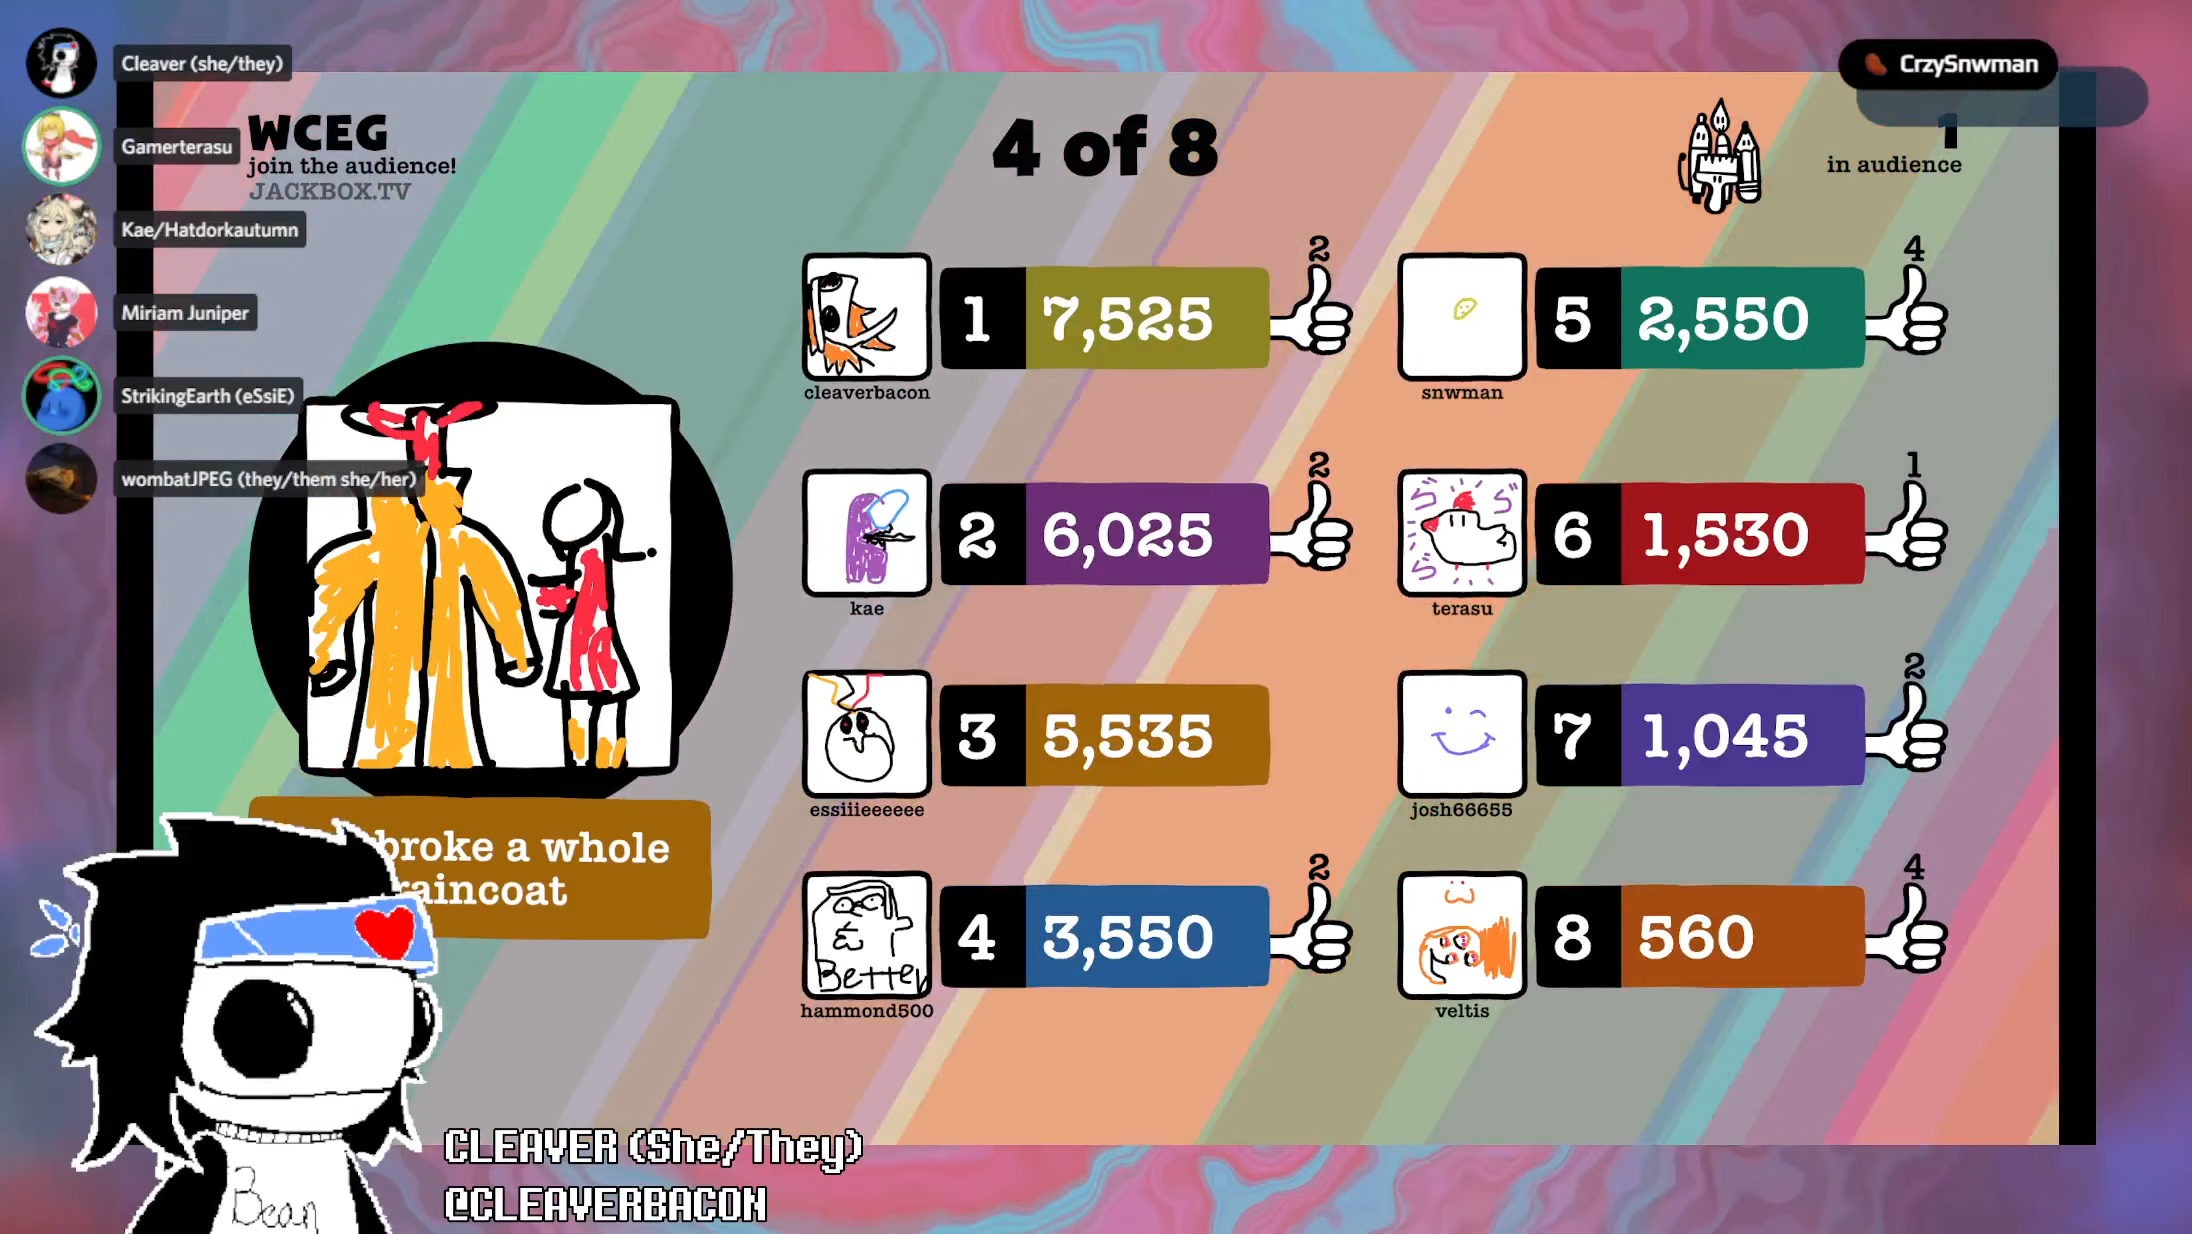 Cleaver (she/they)
Gamerterasu
Kae/Hatdorkautumn
Miriam Juniper
StrikingEarth (eSsiE)
wombatJPEG (they/them she/her)
WCEG
join the audience!
JACKBOX.TV
4 of 8
CrzySnwman
1
in audience
1 7,525 2
cleaverbacon
2 6,025 2
kae
3 5,535
essiiieeeeee
4 3,550 2
Better
hammond500
5 2,550 4
snwman
6 1,530 1
terasu
7 1,045 2
josh66655
8 560 4
veltis
broke a whole
raincoat
Bean
CLEAVER (She/They)
@CLEAVERBACON